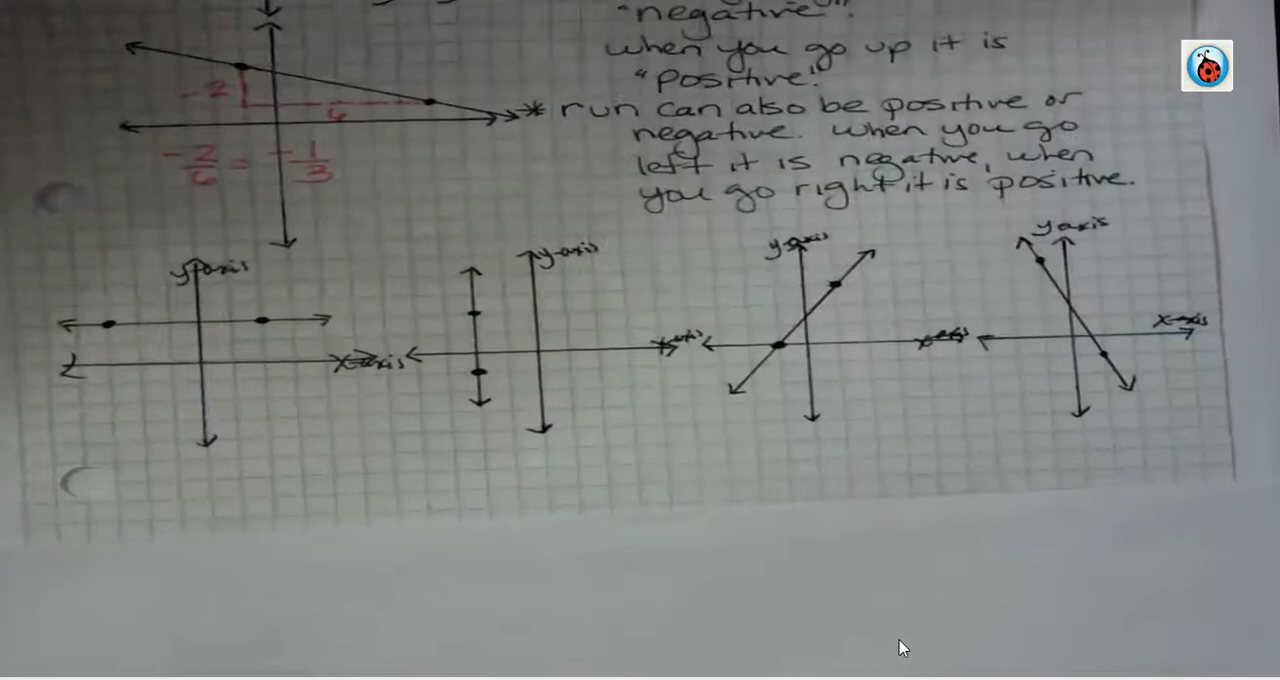 "negative".
when you go up it is
"positive."
* run can also be positive or
negative. when you go
left it is negative, when
you go right it is positive.
-2
6
-2/6 = -1/3
y-axis
x-axis
y-axis
x-axis
y-axis
x-axis
y axis
x-axis